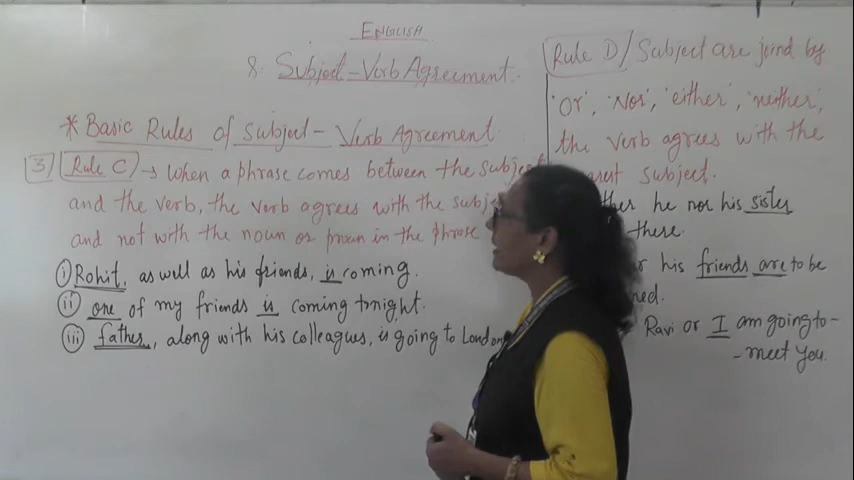 ENGLISH
8. Subject-Verb Agreement.
* Basic Rules of Subject-Verb Agreement
3) Rule C → When a phrase comes between the subject
and the verb, the verb agrees with the
and not with the noun or in the phrase
(i) Rohit, as well as his friends, is coming.
(ii) one of my friends is coming tonight.
(iii) father, along with his colleagues, is going to London
Rule D / Subject are joind by
'or', 'Nor', 'either', 'neither',
the verb agrees with the
subject.
he nor his sister
there.
his friends are to be
Ravi or I am going to-
- meet you.